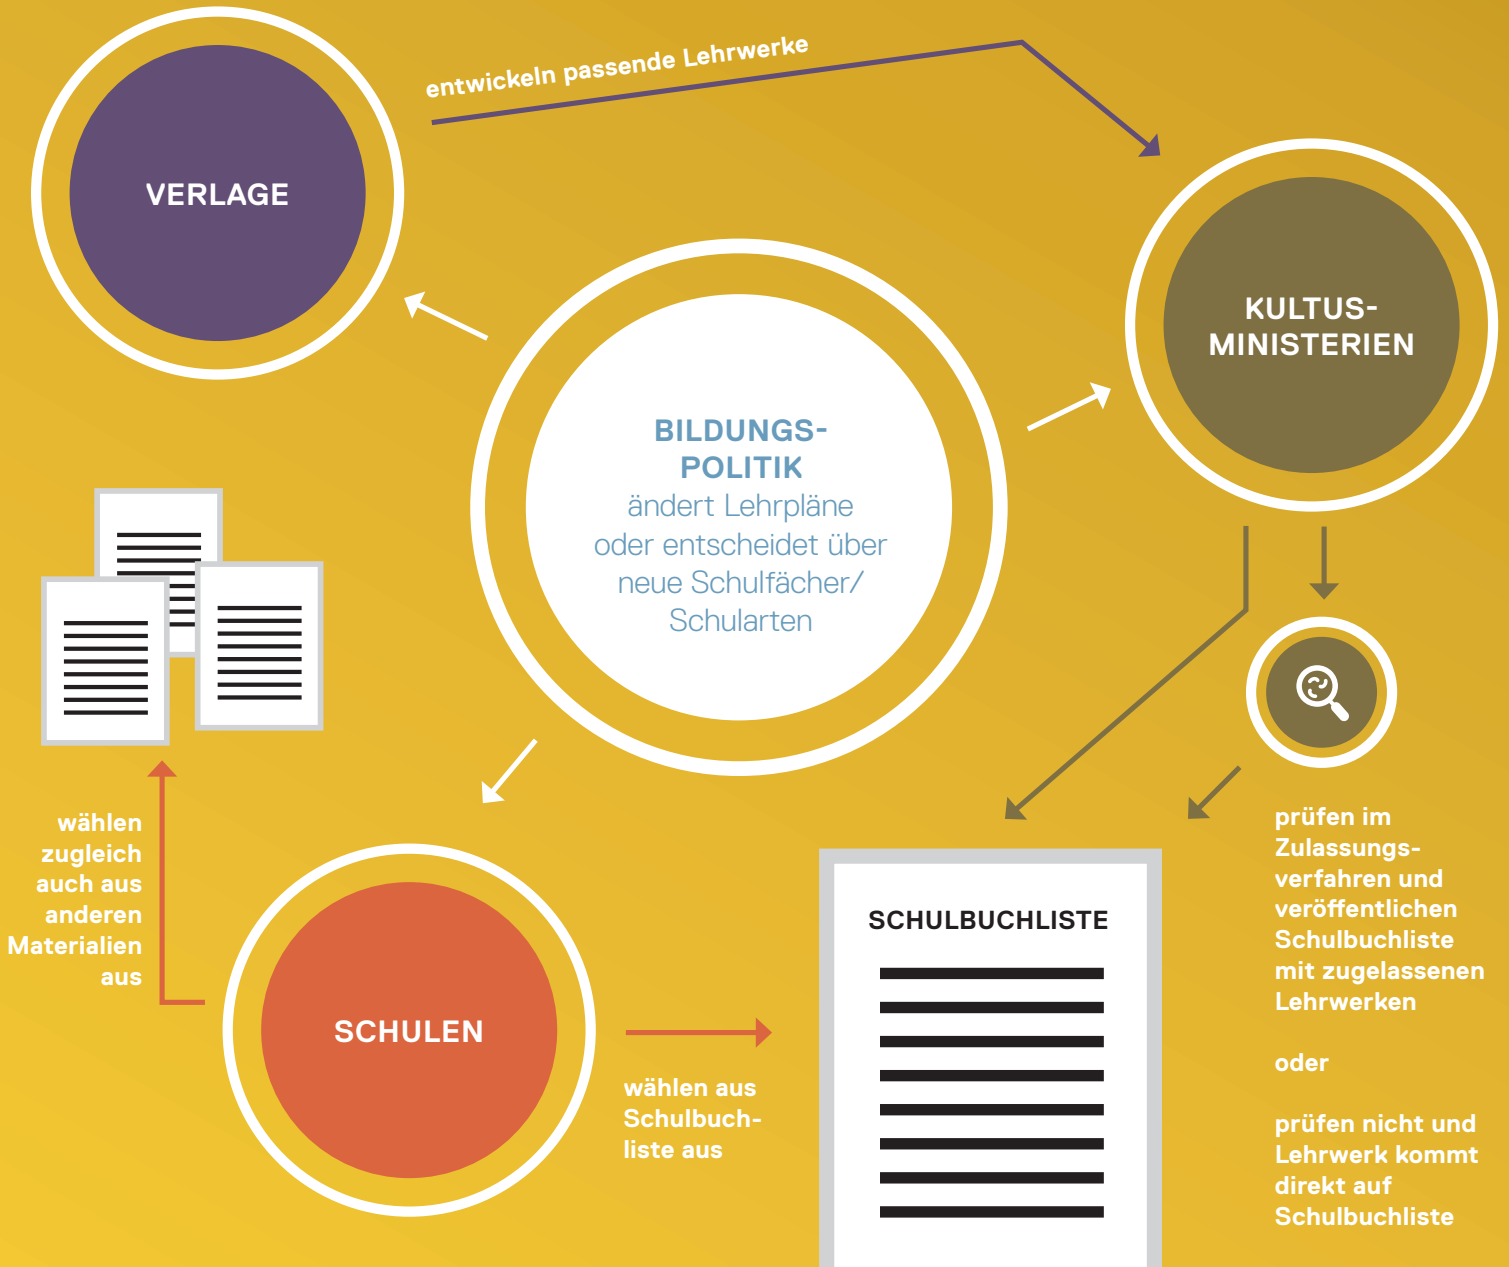 entwickeln passende Lehrwerke
VERLAGE
KULTUS-
MINISTERIEN
BILDUNGS-
POLITIK
ändert Lehrpläne
oder entscheidet über
neue Schulfächer/
Schularten
wählen
zugleich
auch aus
anderen
Materialien
aus
SCHULEN
wählen aus
Schulbuch-
liste aus
SCHULBUCHLISTE
prüfen im
Zulassungs-
verfahren und
veröffentlichen
Schulbuchliste
mit zugelassenen
Lehrwerken
oder
prüfen nicht und
Lehrwerk kommt
direkt auf
Schulbuchliste